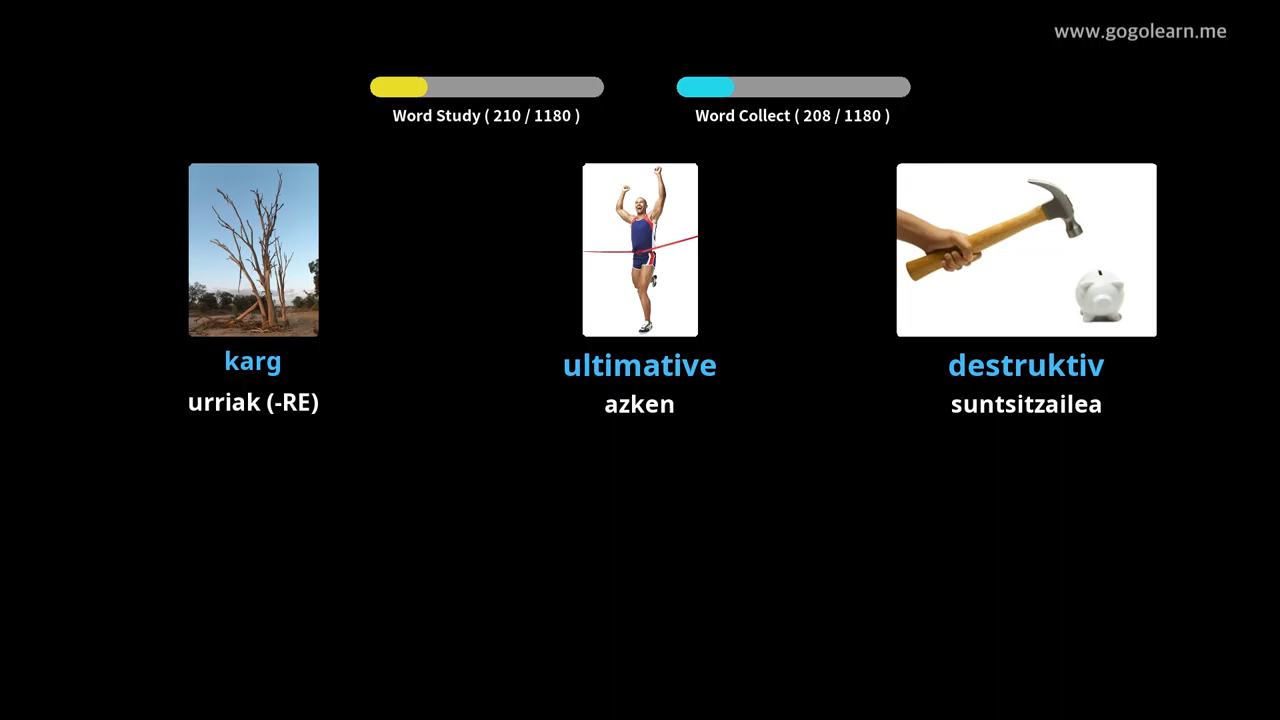 www.gogolearn.me
Word Study ( 210 / 1180 )
Word Collect ( 208 / 1180 )
karg
ultimative
destruktiv
urriak (-RE)
azken
suntsitzailea